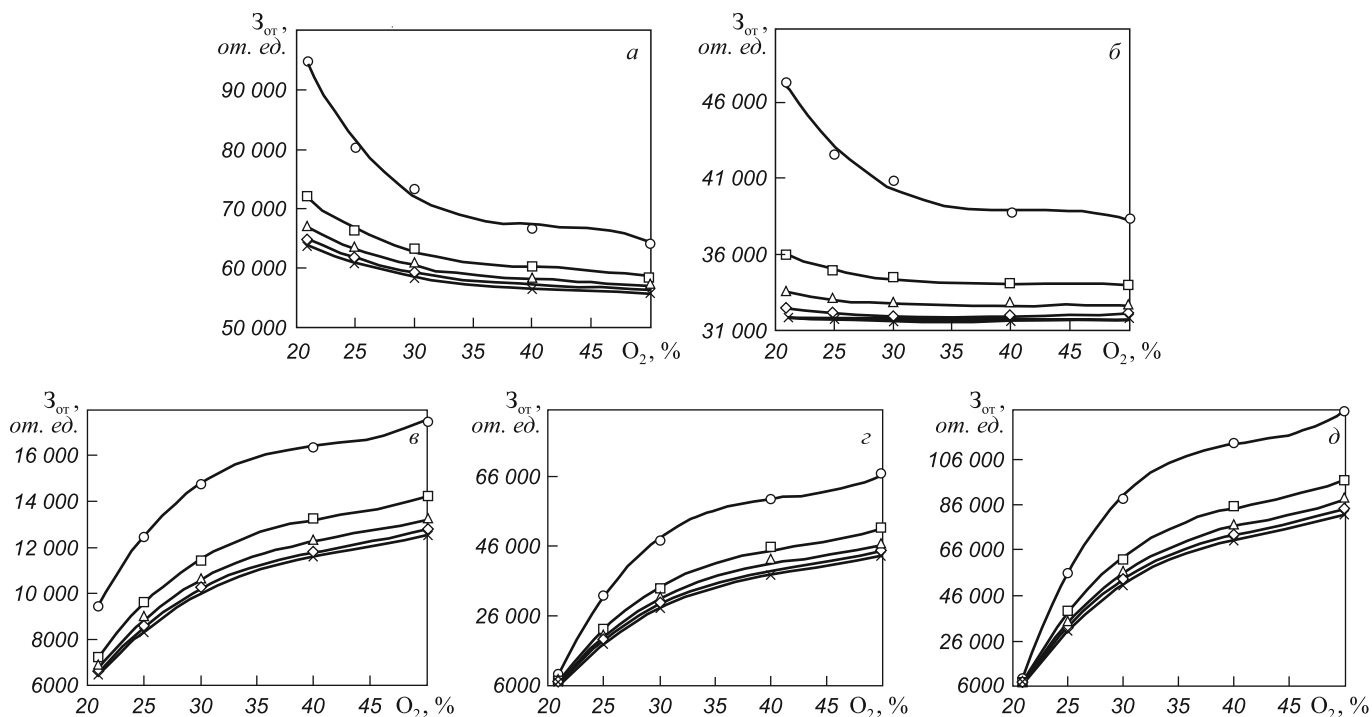 З_от, от. ед.
а
90 000
80 000
70 000
60 000
50 000
20 25 30 35 40 45 O₂, %
З_от, от. ед.
б
46 000
41 000
36 000
31 000
20 25 30 35 40 45 O₂, %
З_от, от. ед.
в
16 000
14 000
12 000
10 000
8000
6000
20 25 30 35 40 45 O₂, %
З_от, от. ед.
г
66 000
46 000
26 000
6000
20 25 30 35 40 45 O₂, %
З_от, от. ед.
д
106 000
86 000
66 000
46 000
26 000
6000
20 25 30 35 40 45 O₂, %